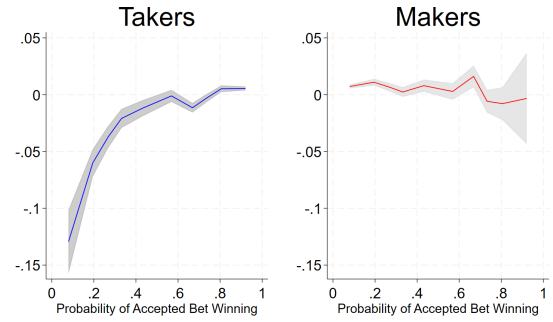 Takers
.05
0
-.05
-.1
-.15
0 .2 .4 .6 .8 1
Probability of Accepted Bet Winning
Makers
.05
0
-.05
-.1
-.15
0 .2 .4 .6 .8 1
Probability of Accepted Bet Winning